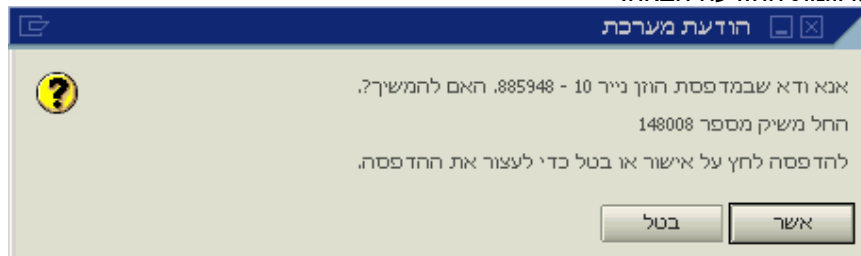 הודעת מערכת
אנא ודא שבמדפסת הוזן נייר 10 - 885948. האם להמשיך?.
החל משיק מספר 148008
להדפסה לחץ על אישור או בטל כדי לעצור את ההדפסה.
אשר
בטל